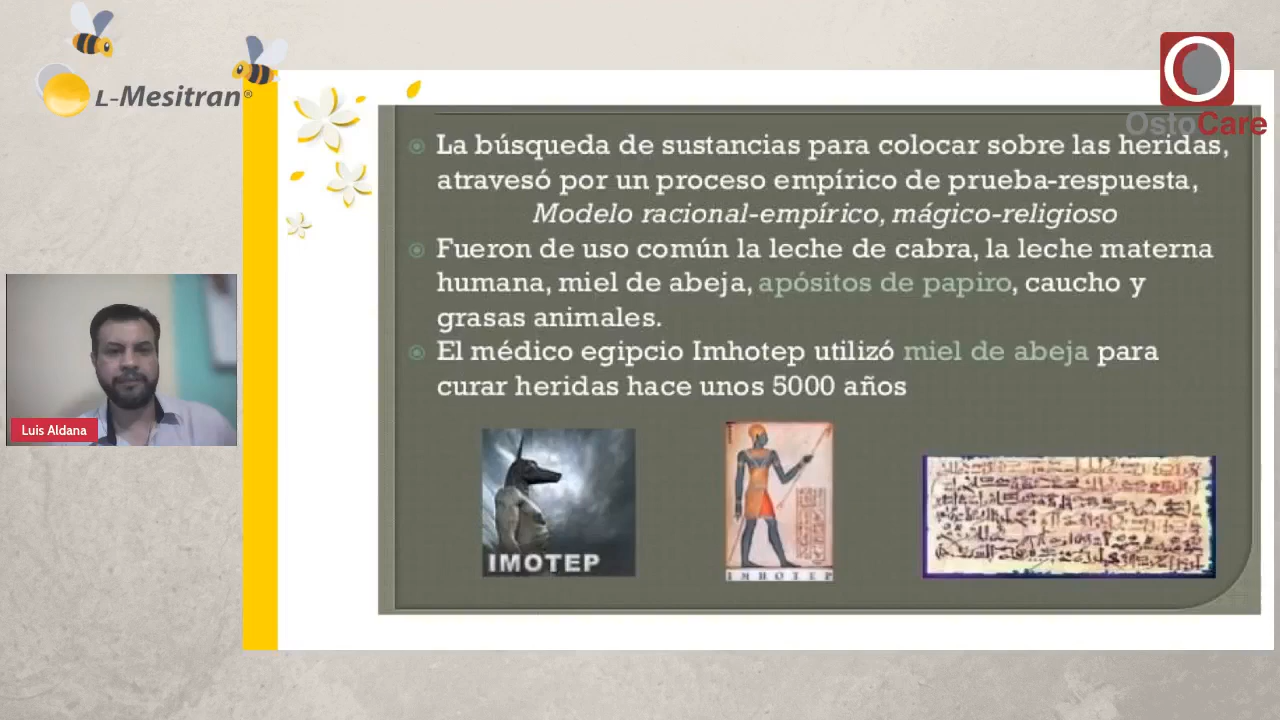 L-Mesitran®
OstoCare
La búsqueda de sustancias para colocar sobre las heridas,
atravesó por un proceso empírico de prueba-respuesta,
Modelo racional-empírico, mágico-religioso
Fueron de uso común la leche de cabra, la leche materna
humana, miel de abeja, apósitos de papiro, caucho y
grasas animales.
El médico egipcio Imhotep utilizó miel de abeja para
curar heridas hace unos 5000 años
Luis Aldana
IMOTEP
IMHOTEP